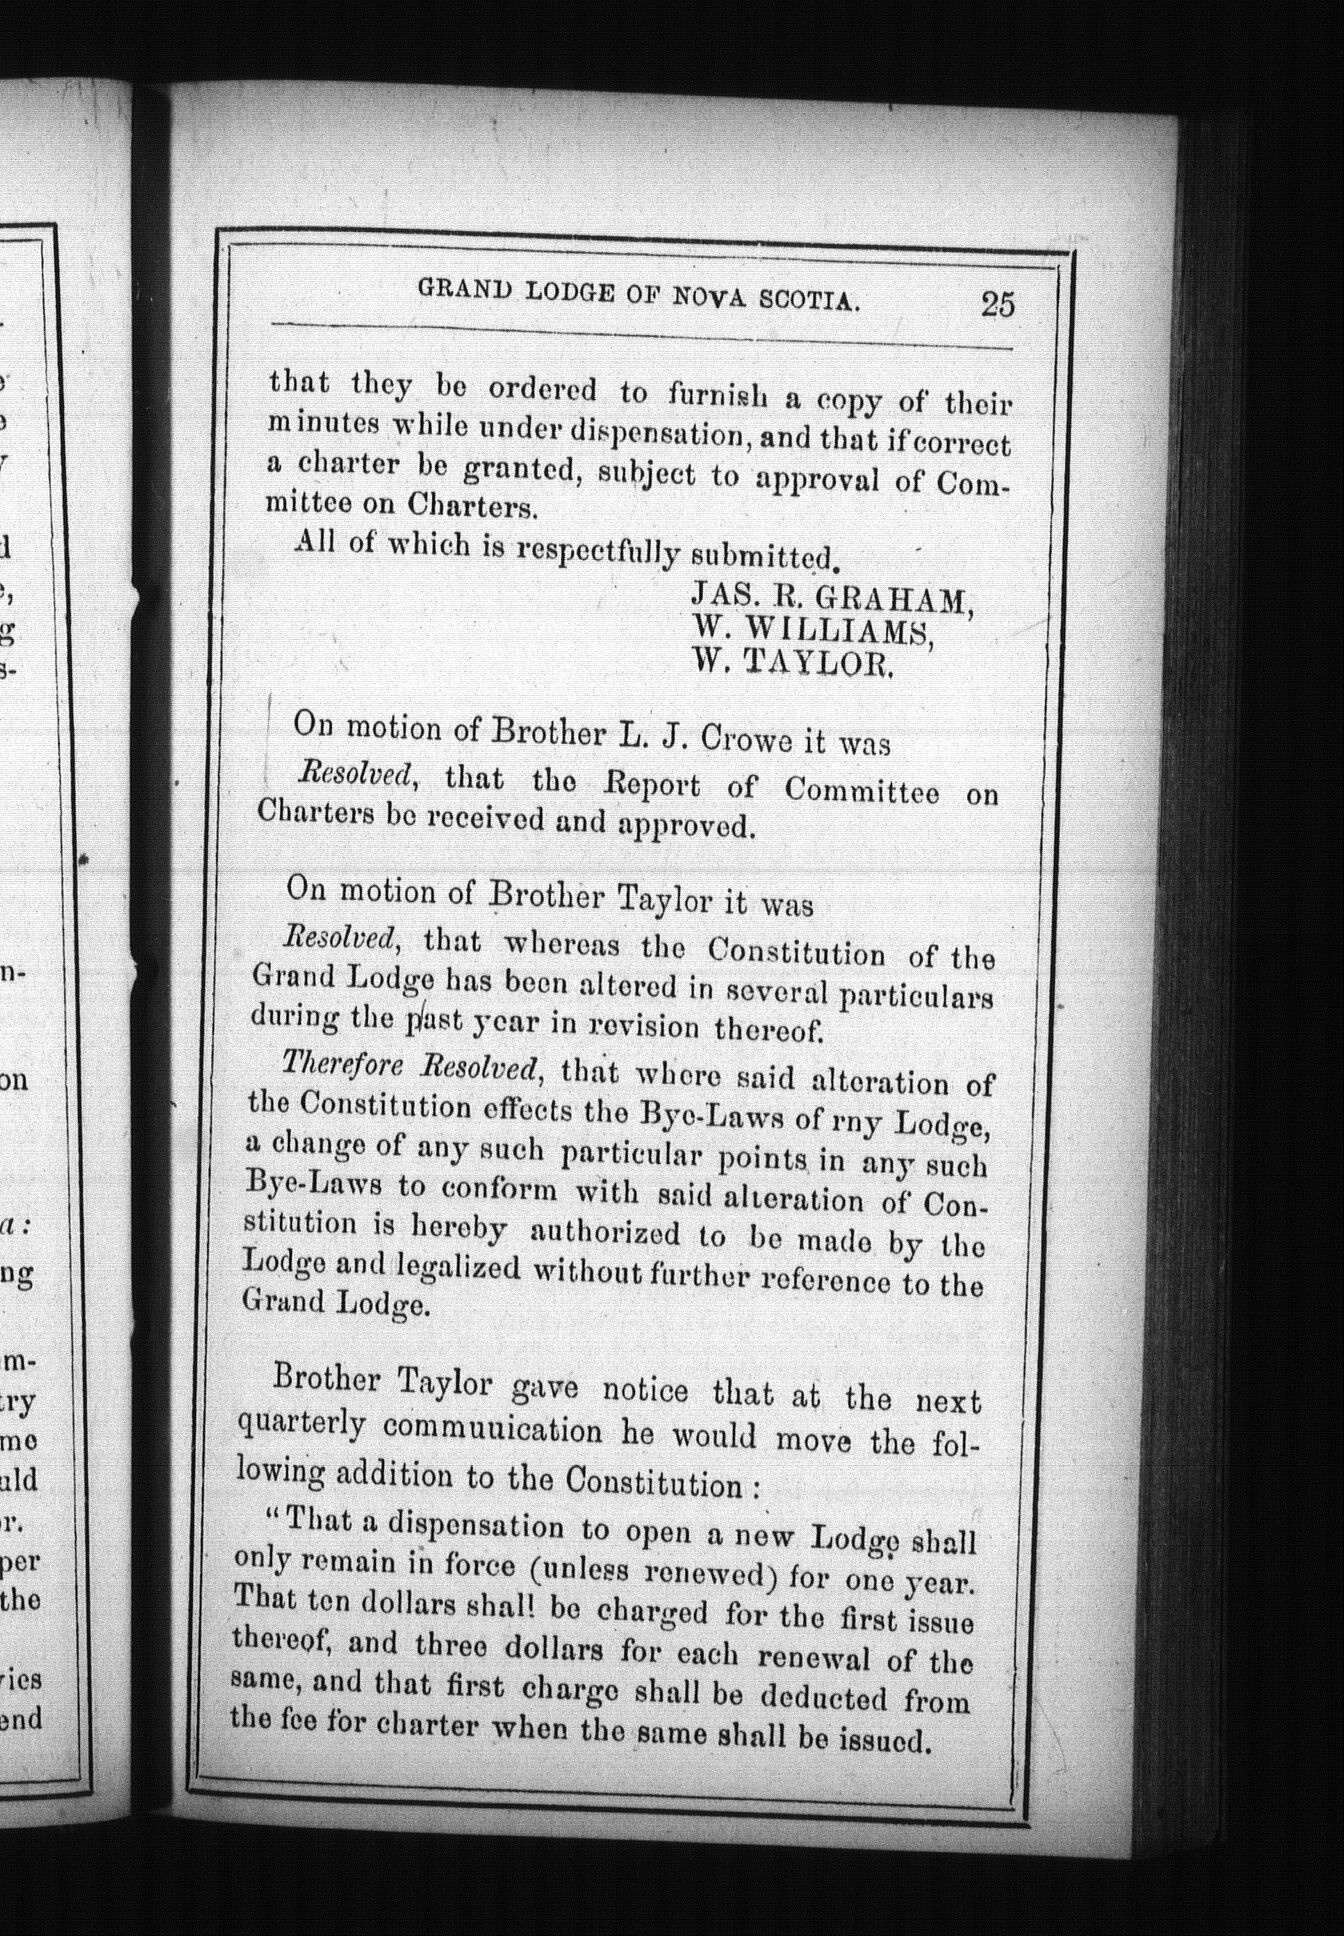 GRAND LODGE OF NOVA SCOTIA. 25
that they be ordered to furnish a copy of their
minutes while under dispensation, and that if correct
a charter be granted, subject to approval of Com-
mittee on Charters.
All of which is respectfully submitted.
JAS. R. GRAHAM,
W. WILLIAMS,
W. TAYLOR.
On motion of Brother L. J. Crowe it was
Resolved, that the Report of Committee on
Charters be received and approved.
On motion of Brother Taylor it was
Resolved, that whereas the Constitution of the
Grand Lodge has been altered in several particulars
during the past year in revision thereof.
Therefore Resolved, that where said alteration of
the Constitution effects the Bye-Laws of rny Lodge,
a change of any such particular points in any such
Bye-Laws to conform with said alteration of Con-
stitution is hereby authorized to be made by the
Lodge and legalized without further reference to the
Grand Lodge.
Brother Taylor gave notice that at the next
quarterly commuuication he would move the fol-
lowing addition to the Constitution :
"That a dispensation to open a new Lodge shall
only remain in force (unless renewed) for one year.
That ten dollars shall be charged for the first issue
thereof, and three dollars for each renewal of the
same, and that first charge shall be deducted from
the fee for charter when the same shall be issued.